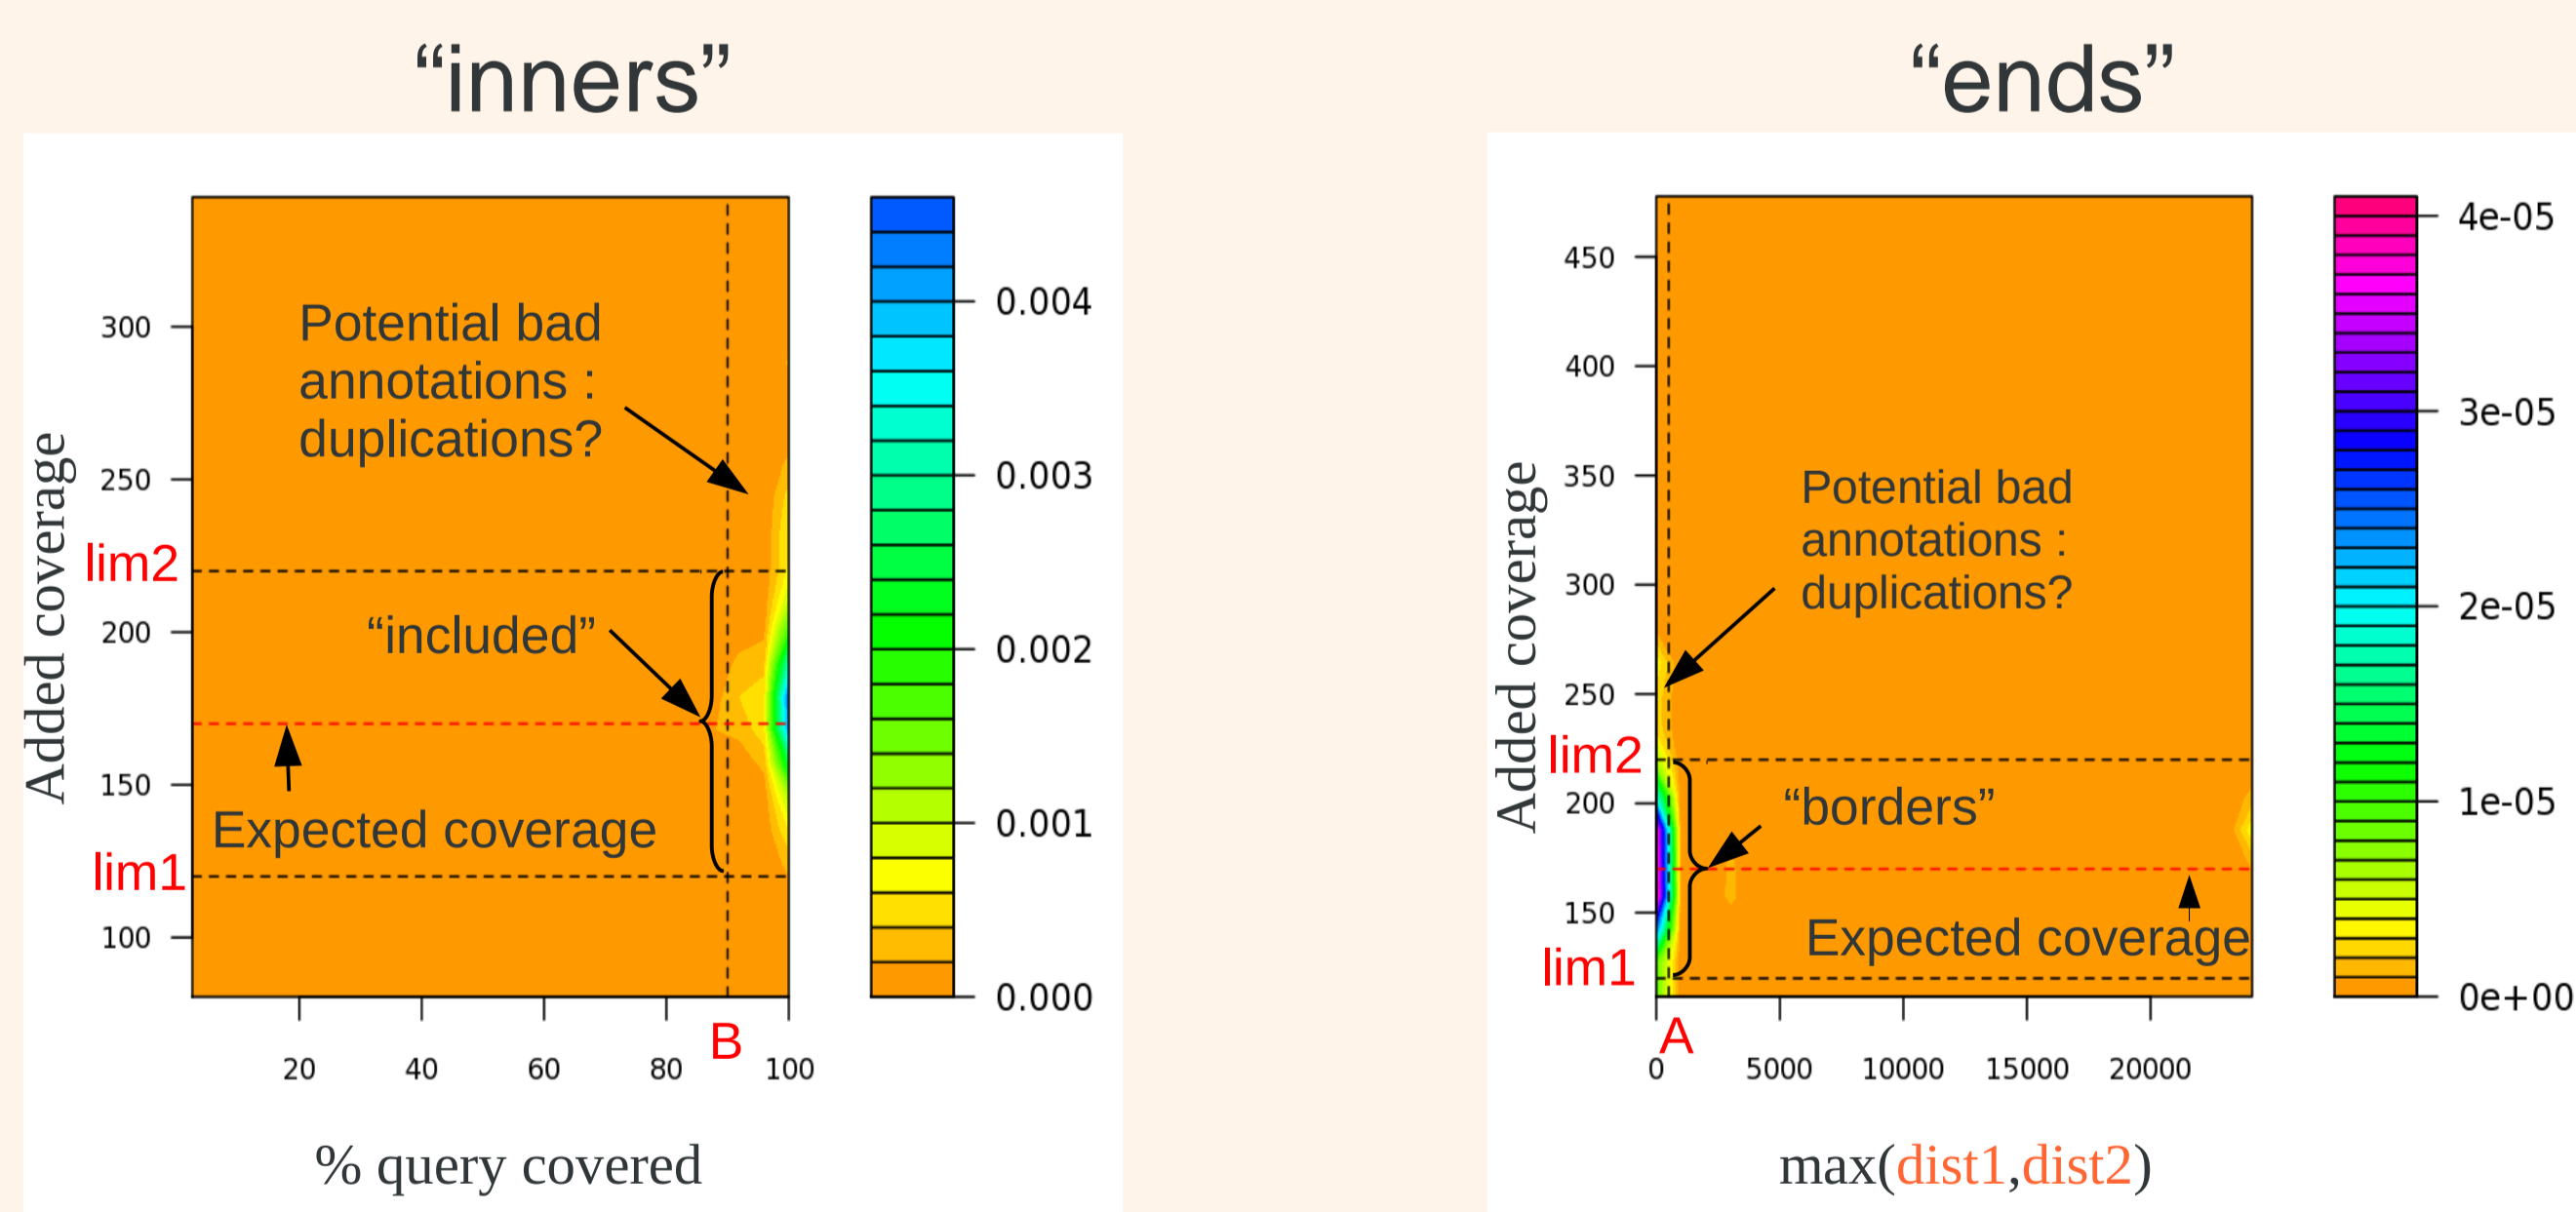 “inners”
Added coverage
300
250
200
150
100
lim2
lim1
Potential bad
annotations :
duplications?
“included”
Expected coverage
20
40
60
80
100
B
% query covered
0.004
0.003
0.002
0.001
0.000
“ends”
Added coverage
450
400
350
300
250
200
150
lim2
lim1
Potential bad
annotations :
duplications?
“borders”
Expected coverage
A
0
5000
10000
15000
20000
max(dist1,dist2)
4e-05
3e-05
2e-05
1e-05
0e+00